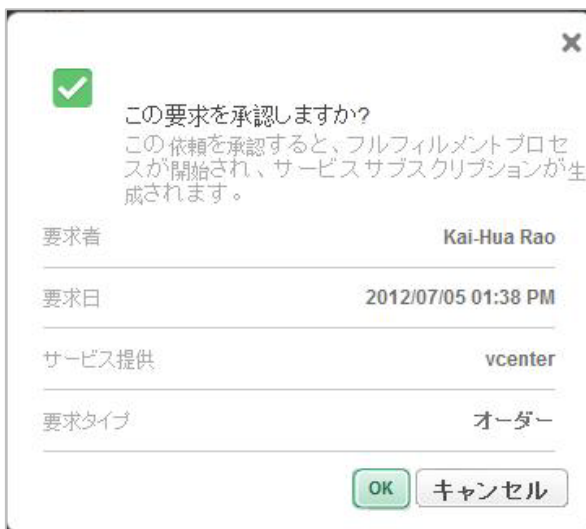 この要求を承認しますか?
この依頼を承認すると、フルフィルメントプロセ
スが開始され、サービスサブスクリプションが生
成されます。
要求者 Kai-Hua Rao
要求日 2012/07/05 01:38 PM
サービス提供 vcenter
要求タイプ オーダー
OK キャンセル